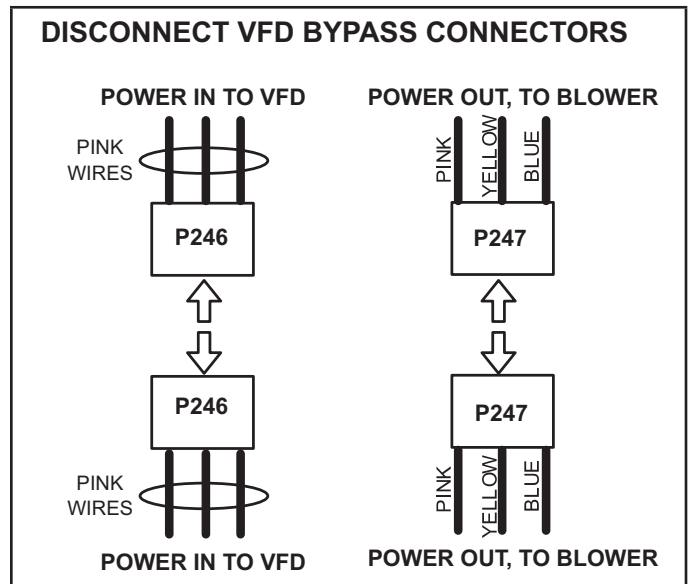 DISCONNECT VFD BYPASS CONNECTORS
POWER IN TO VFD
POWER OUT, TO BLOWER
PINK
WIRES
PINK
YELLOW
BLUE
P246
P247
P246
P247
PINK
WIRES
PINK
YELLOW
BLUE
POWER IN TO VFD
POWER OUT, TO BLOWER